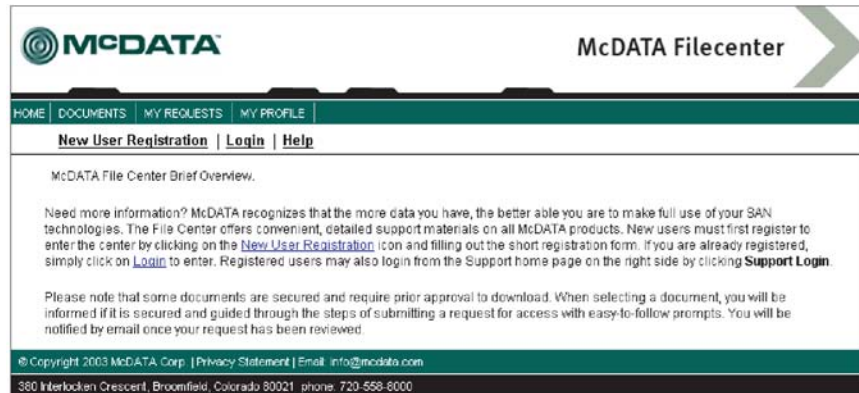 McDATA
McDATA Filecenter
HOME | DOCUMENTS | MY REQUESTS | MY PROFILE |
New User Registration | Login | Help
McDATA File Center Brief Overview.
Need more information? McDATA recognizes that the more data you have, the better able you are to make full use of your SAN
technologies. The File Center offers convenient, detailed support materials on all McDATA products. New users must first register to
enter the center by clicking on the New User Registration icon and filling out the short registration form. If you are already registered,
simply click on Login to enter. Registered users may also login from the Support home page on the right side by clicking Support Login.
Please note that some documents are secured and require prior approval to download. When selecting a document, you will be
informed if it is secured and guided through the steps of submitting a request for access with easy-to-follow prompts. You will be
notified by email once your request has been reviewed.
© Copyright 2003 McDATA Corp. | Privacy Statement | Email: info@mcdata.com
380 Interlocken Crescent, Broomfield, Colorado 80021 phone: 720-558-8000